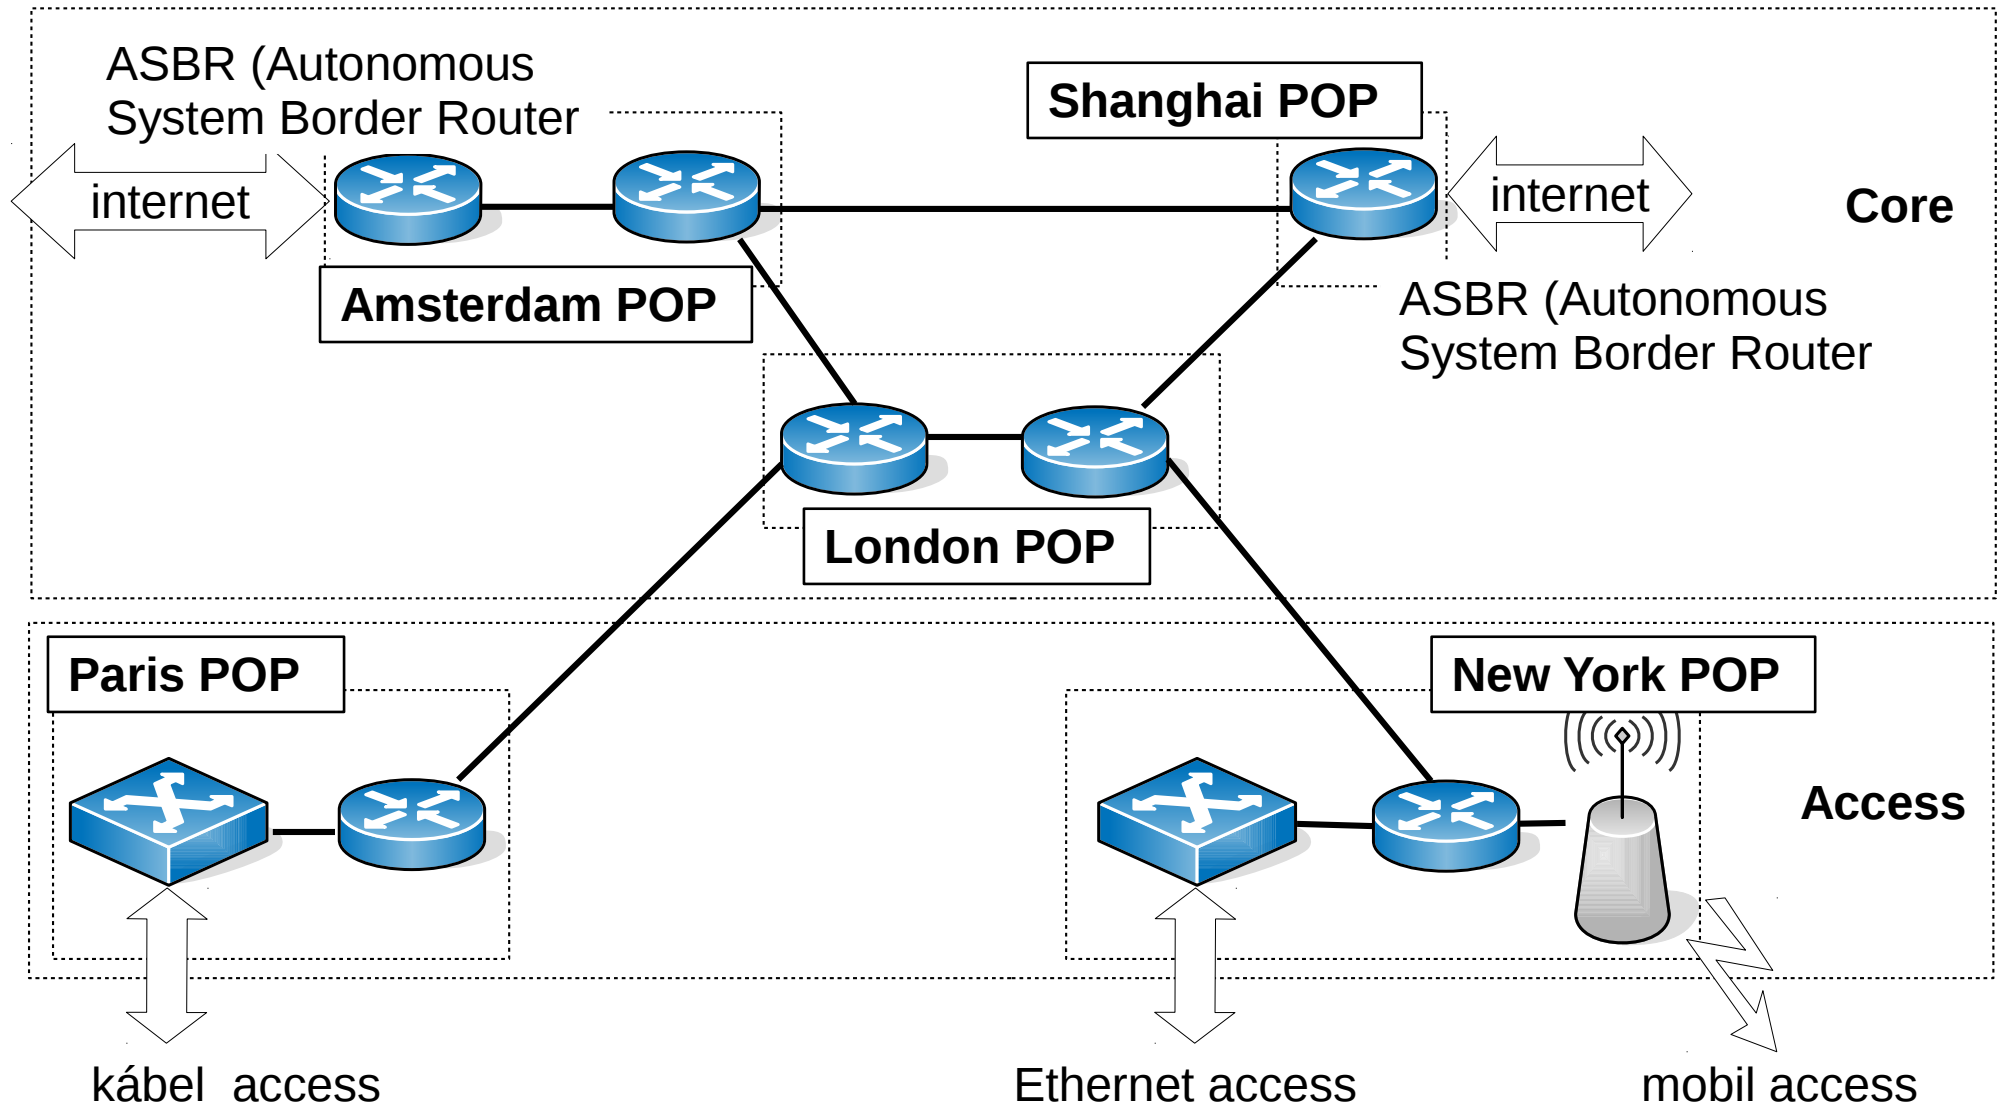 ASBR (Autonomous
System Border Router
internet
Shanghai POP
internet
Core
Amsterdam POP
ASBR (Autonomous
System Border Router
London POP
Paris POP
New York POP
Access
kábel  access
Ethernet access
mobil access